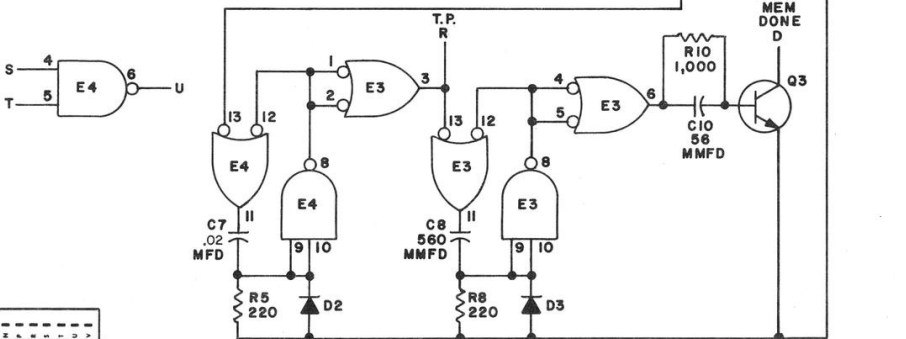 MEM
DONE
D
T.P.
R
R10
1,000
Q3
S 4
E4
6 U
T 5
1
2
E3
3
4
5
E3
6
C10
56
MMFD
13 12
E4
8
E4
11
9 10
C7
.02
MFD
R5
220
D2
13 12
E3
8
E3
11
9 10
C8
560
MMFD
R8
220
D3